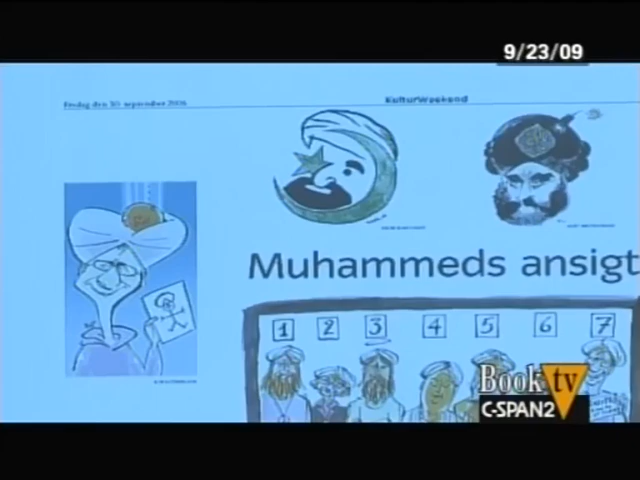 9/23/09
Fredag den 30. september 2005
KulturWeekend
Muhammeds ansigt
1 2 3 4 5 6 7
Book tv
C-SPAN2